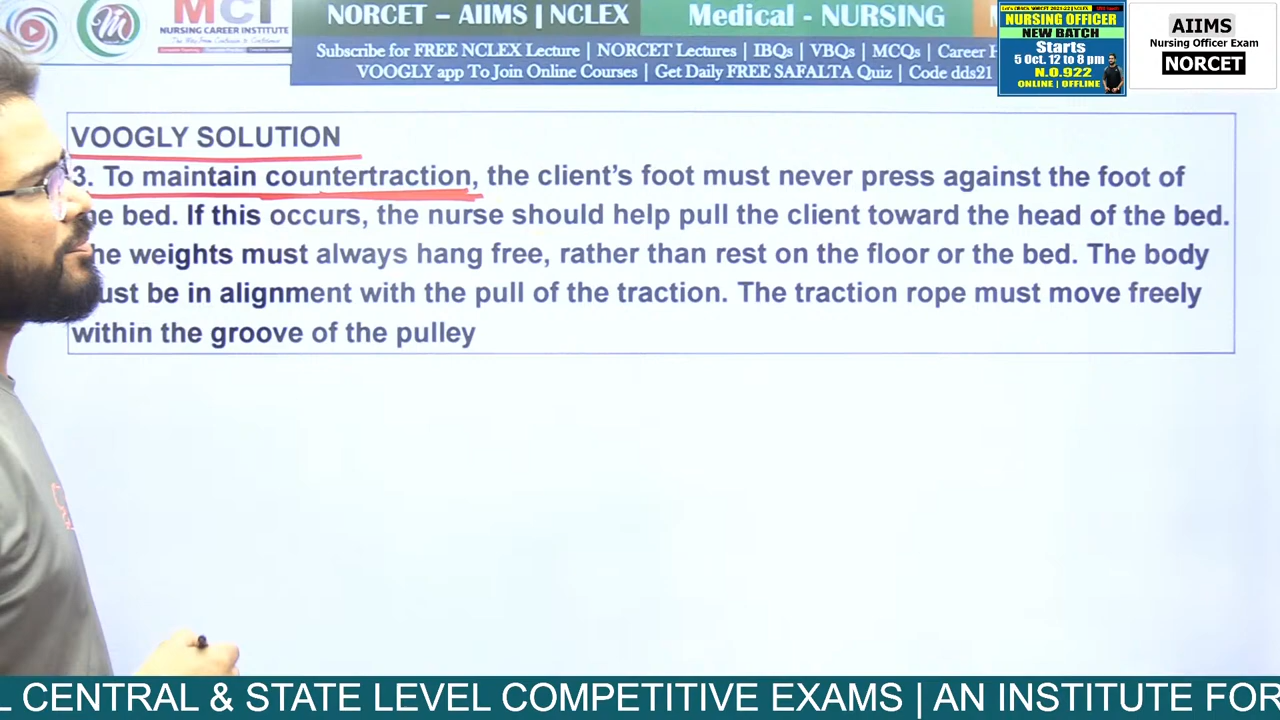 MCI
NURSING CAREER INSTITUTE
NORCET – AIIMS | NCLEX
Medical - NURSING
Subscribe for FREE NCLEX Lecture | NORCET Lectures | IBQs | VBQs | MCQs | Career
VOOGLY app To Join Online Courses | Get Daily FREE SAFALTA Quiz | Code dds21
NURSING OFFICER
NEW BATCH
Starts
5 Oct. 12 to 8 pm
N.O.922
ONLINE | OFFLINE
AIIMS
Nursing Officer Exam
NORCET
VOOGLY SOLUTION
3. To maintain countertraction, the client’s foot must never press against the foot of
bed. If this occurs, the nurse should help pull the client toward the head of the bed.
weights must always hang free, rather than rest on the floor or the bed. The body
be in alignment with the pull of the traction. The traction rope must move freely
within the groove of the pulley
L CENTRAL & STATE LEVEL COMPETITIVE EXAMS | AN INSTITUTE FOR